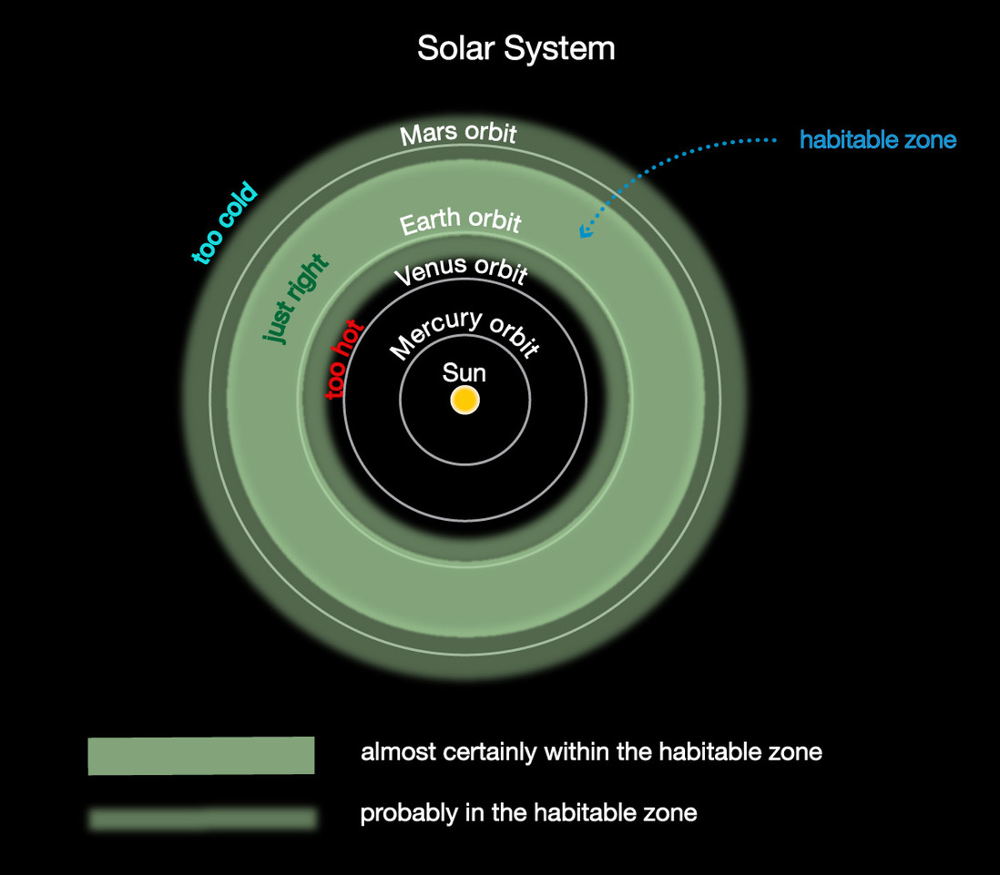 Solar System
Mars orbit
habitable zone
too cold
Earth orbit
just right
Venus orbit
too hot
Mercury orbit
Sun
almost certainly within the habitable zone
probably in the habitable zone